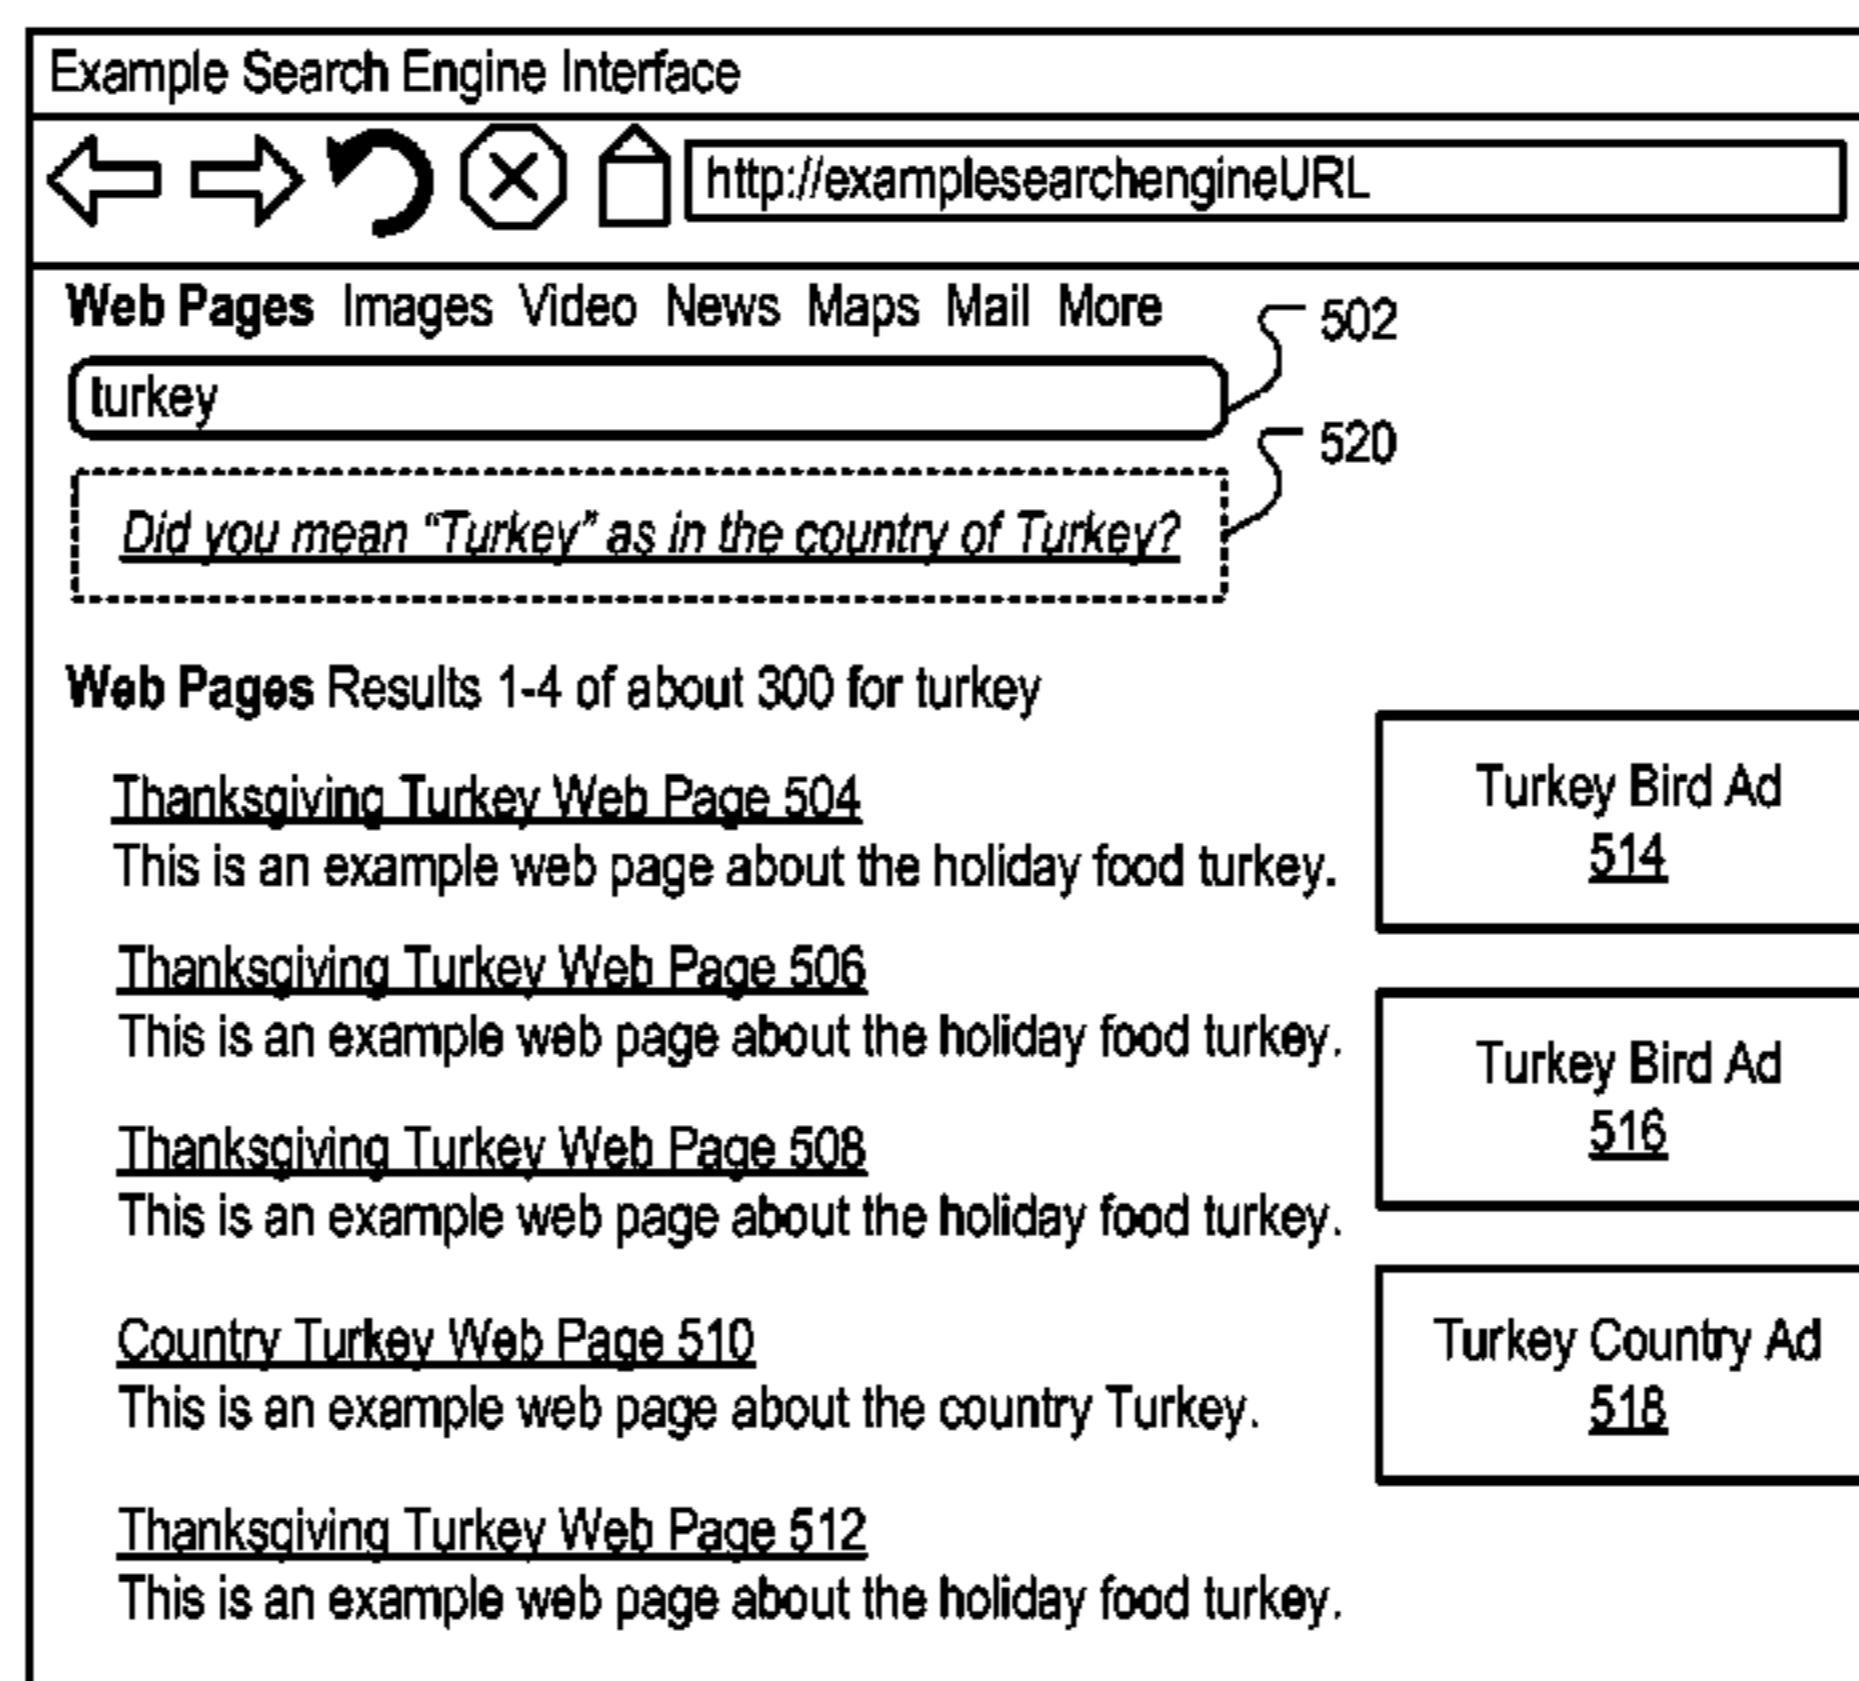 Example Search Engine Interface
http://examplesearchengineURL
Web Pages Images Video News Maps Mail More
502
turkey
520
Did you mean “Turkey” as in the country of Turkey?
Web Pages Results 1-4 of about 300 for turkey
Thanksgiving Turkey Web Page 504
This is an example web page about the holiday food turkey.
Thanksgiving Turkey Web Page 506
This is an example web page about the holiday food turkey.
Thanksgiving Turkey Web Page 508
This is an example web page about the holiday food turkey.
Country Turkey Web Page 510
This is an example web page about the country Turkey.
Thanksgiving Turkey Web Page 512
This is an example web page about the holiday food turkey.
Turkey Bird Ad
514
Turkey Bird Ad
516
Turkey Country Ad
518